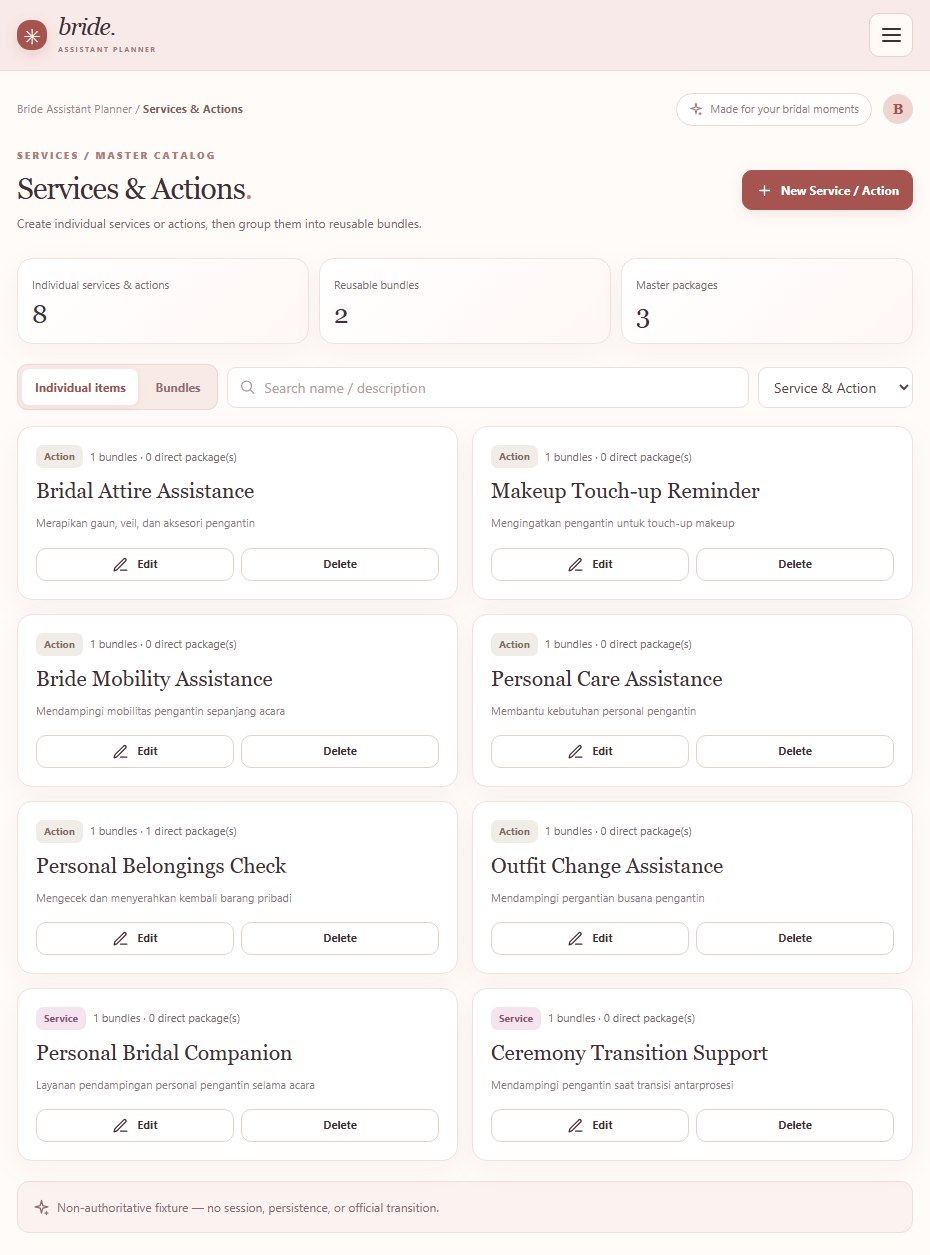 bride.
ASSISTANT PLANNER
Bride Assistant Planner / Services & Actions
Made for your bridal moments
B
SERVICES / MASTER CATALOG
Services & Actions.
New Service / Action
Create individual services or actions, then group them into reusable bundles.
Individual services & actions
8
Reusable bundles
2
Master packages
3
Individual items
Bundles
Search name / description
Service & Action
Action 1 bundles · 0 direct package(s)
Bridal Attire Assistance
Merapikan gaun, veil, dan aksesori pengantin
Edit
Delete
Action 1 bundles · 0 direct package(s)
Makeup Touch-up Reminder
Mengingatkan pengantin untuk touch-up makeup
Edit
Delete
Action 1 bundles · 0 direct package(s)
Bride Mobility Assistance
Mendampingi mobilitas pengantin sepanjang acara
Edit
Delete
Action 1 bundles · 0 direct package(s)
Personal Care Assistance
Membantu kebutuhan personal pengantin
Edit
Delete
Action 1 bundles · 1 direct package(s)
Personal Belongings Check
Mengecek dan menyerahkan kembali barang pribadi
Edit
Delete
Action 1 bundles · 0 direct package(s)
Outfit Change Assistance
Mendampingi pergantian busana pengantin
Edit
Delete
Service 1 bundles · 0 direct package(s)
Personal Bridal Companion
Layanan pendampingan personal pengantin selama acara
Edit
Delete
Service 1 bundles · 0 direct package(s)
Ceremony Transition Support
Mendampingi pengantin saat transisi antarprosesi
Edit
Delete
Non-authoritative fixture — no session, persistence, or official transition.